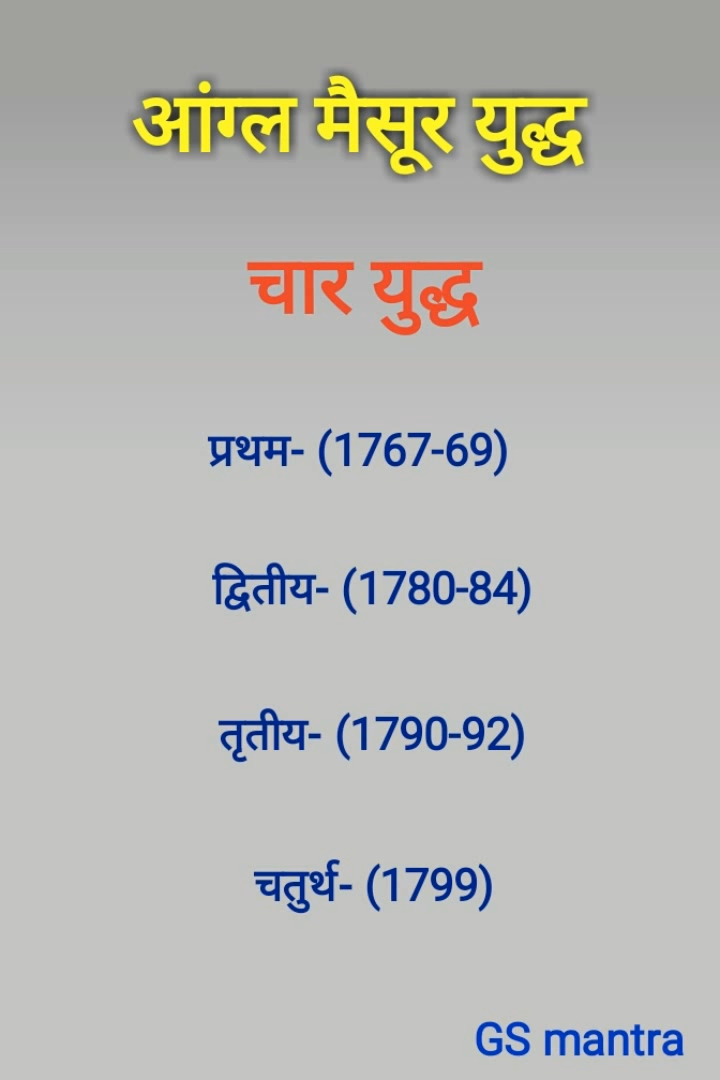 आंग्ल मैसूर युद्ध
चार युद्ध
प्रथम- (1767-69)
द्वितीय- (1780-84)
तृतीय- (1790-92)
चतुर्थ- (1799)
GS mantra